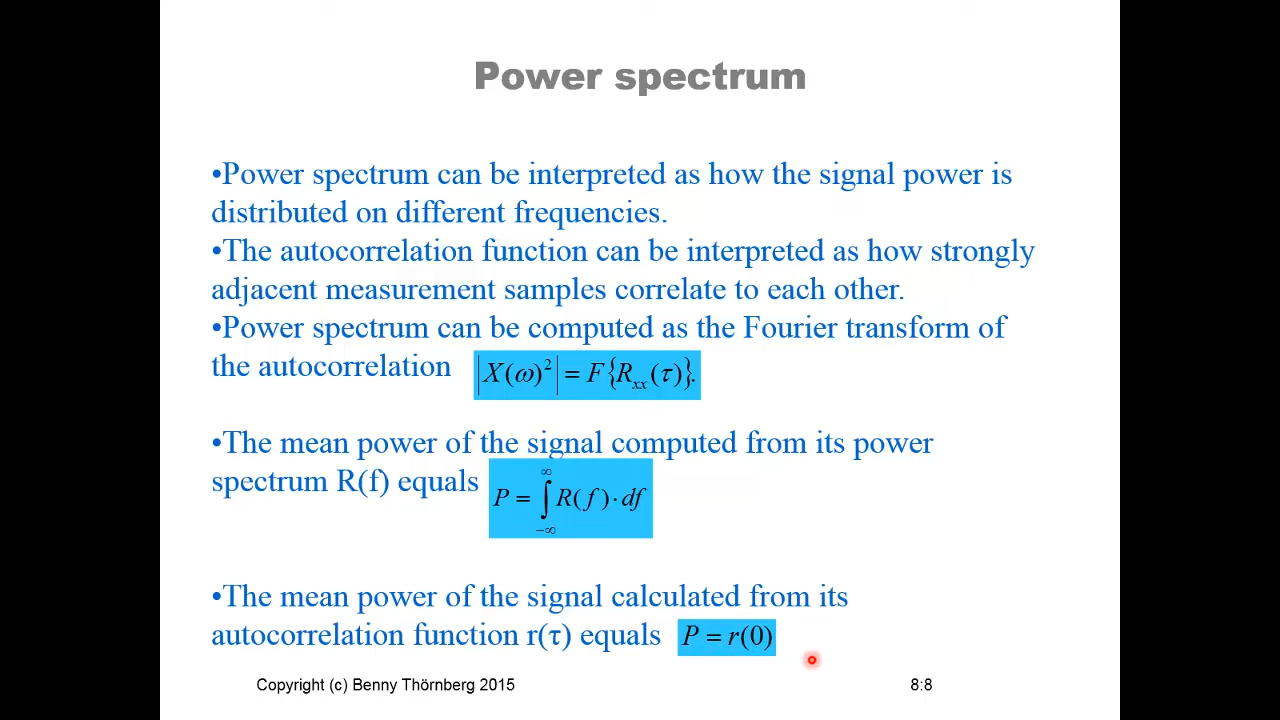 Power spectrum
•Power spectrum can be interpreted as how the signal power is
distributed on different frequencies.
•The autocorrelation function can be interpreted as how strongly
adjacent measurement samples correlate to each other.
•Power spectrum can be computed as the Fourier transform of
the autocorrelation |X(ω)²| = F{Rₓₓ(τ)}.
•The mean power of the signal computed from its power
spectrum R(f) equals P = ∫_{-∞}^{∞} R(f)·df
•The mean power of the signal calculated from its
autocorrelation function r(τ) equals P = r(0)
Copyright (c) Benny Thörnberg 2015 8:8